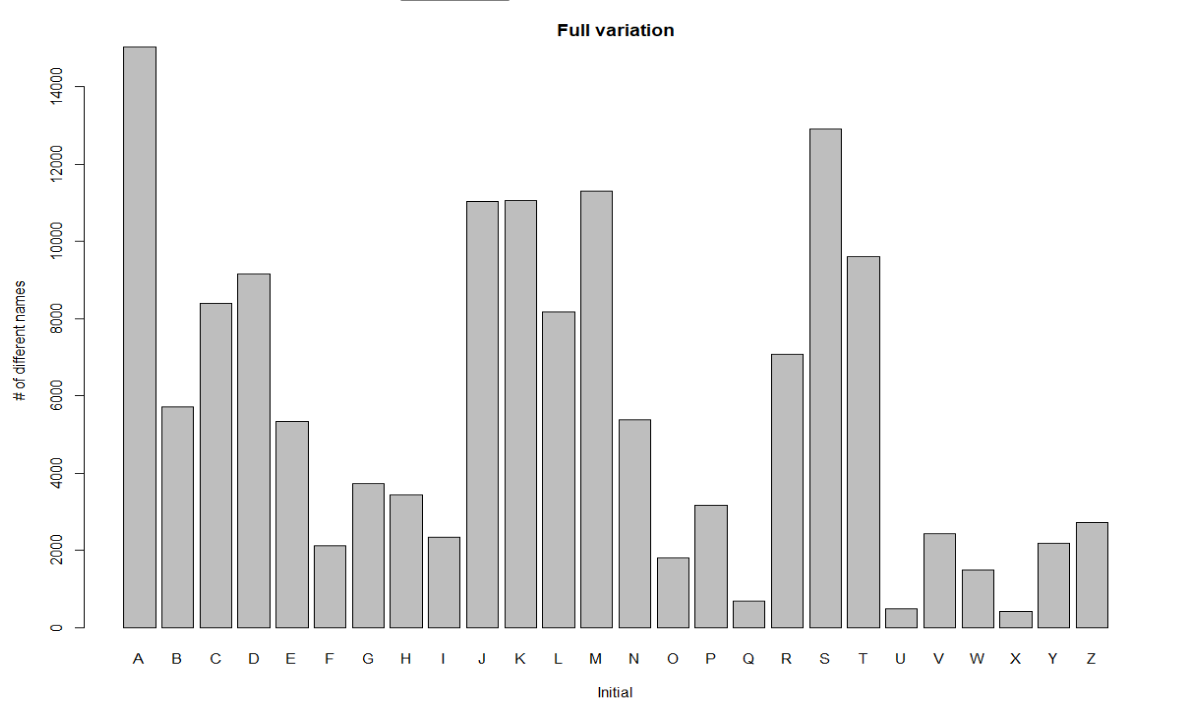 Full variation
# of different names
14000
12000
10000
8000
6000
4000
2000
0
A B C D E F G H I J K L M N O P Q R S T U V W X Y Z
Initial